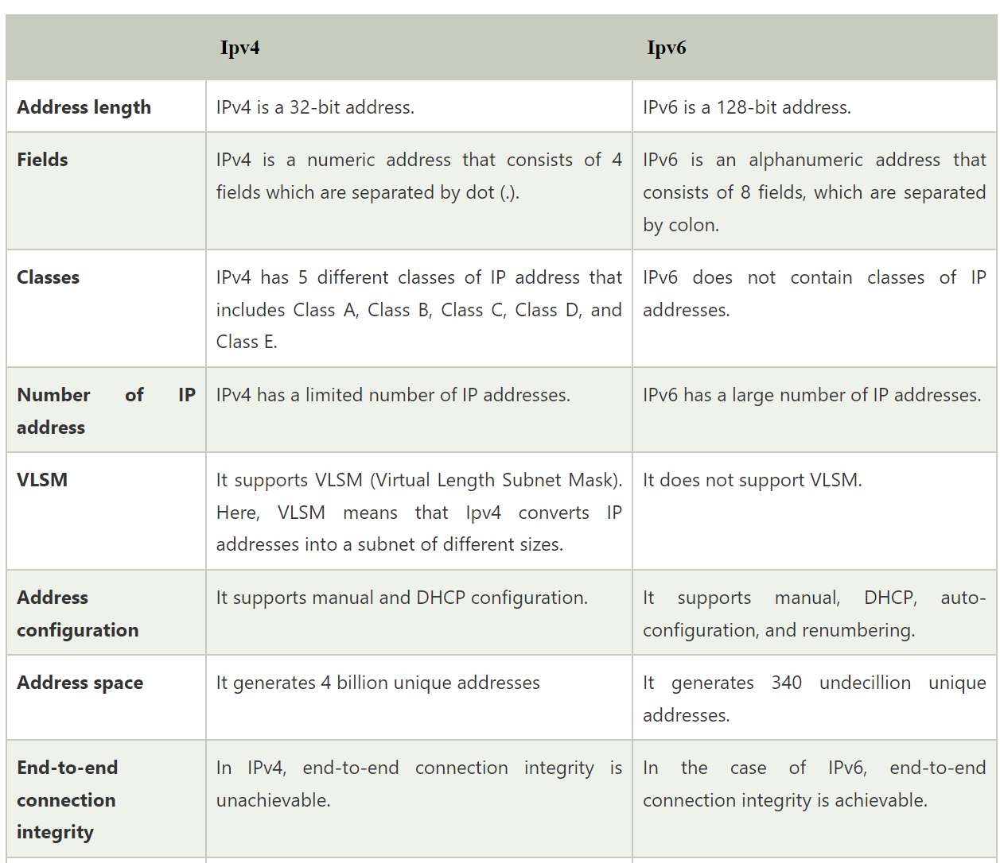 Ipv4 Ipv6
Address length IPv4 is a 32-bit address. IPv6 is a 128-bit address.
Fields
IPv4 is a numeric address that consists of 4
fields which are separated by dot (.).
IPv6 is an alphanumeric address that
consists of 8 fields, which are separated
by colon.
Classes
IPv4 has 5 different classes of IP address that
includes Class A, Class B, Class C, Class D, and
Class E.
IPv6 does not contain classes of IP
addresses.
Number of IP
address
IPv4 has a limited number of IP addresses.
IPv6 has a large number of IP addresses.
VLSM
It supports VLSM (Virtual Length Subnet Mask).
Here, VLSM means that Ipv4 converts IP
addresses into a subnet of different sizes.
It does not support VLSM.
Address
configuration
It supports manual and DHCP configuration.
It supports manual, DHCP, auto-
configuration, and renumbering.
Address space
It generates 4 billion unique addresses
It generates 340 undecillion unique
addresses.
End-to-end
connection
integrity
In IPv4, end-to-end connection integrity is
unachievable.
In the case of IPv6, end-to-end
connection integrity is achievable.